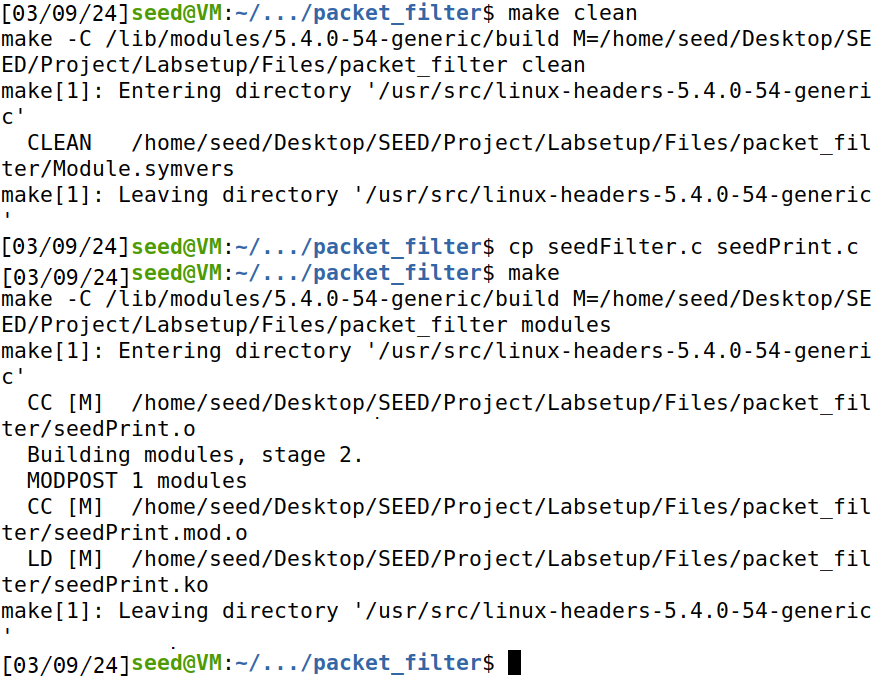 [03/09/24]seed@VM:~/.../packet_filter$ make clean
make -C /lib/modules/5.4.0-54-generic/build M=/home/seed/Desktop/SE
ED/Project/Labsetup/Files/packet_filter clean
make[1]: Entering directory '/usr/src/linux-headers-5.4.0-54-generi
c'
  CLEAN   /home/seed/Desktop/SEED/Project/Labsetup/Files/packet_fil
ter/Module.symvers
make[1]: Leaving directory '/usr/src/linux-headers-5.4.0-54-generic
'
[03/09/24]seed@VM:~/.../packet_filter$ cp seedFilter.c seedPrint.c
[03/09/24]seed@VM:~/.../packet_filter$ make
make -C /lib/modules/5.4.0-54-generic/build M=/home/seed/Desktop/SE
ED/Project/Labsetup/Files/packet_filter modules
make[1]: Entering directory '/usr/src/linux-headers-5.4.0-54-generi
c'
  CC [M]  /home/seed/Desktop/SEED/Project/Labsetup/Files/packet_fil
ter/seedPrint.o
  Building modules, stage 2.
  MODPOST 1 modules
  CC [M]  /home/seed/Desktop/SEED/Project/Labsetup/Files/packet_fil
ter/seedPrint.mod.o
  LD [M]  /home/seed/Desktop/SEED/Project/Labsetup/Files/packet_fil
ter/seedPrint.ko
make[1]: Leaving directory '/usr/src/linux-headers-5.4.0-54-generic
'
[03/09/24]seed@VM:~/.../packet_filter$